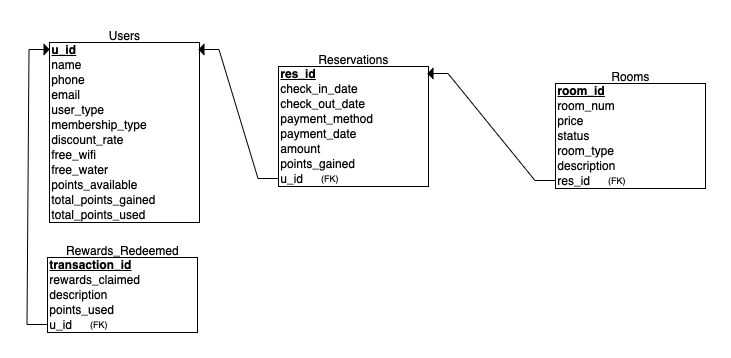 Users
u_id
name
phone
email
user_type
membership_type
discount_rate
free_wifi
free_water
points_available
total_points_gained
total_points_used
Reservations
res_id
check_in_date
check_out_date
payment_method
payment_date
amount
points_gained
u_id (FK)
Rooms
room_id
room_num
price
status
room_type
description
res_id (FK)
Rewards_Redeemed
transaction_id
rewards_claimed
description
points_used
u_id (FK)